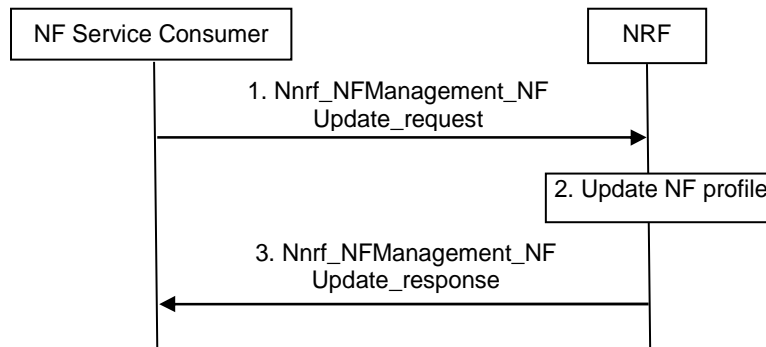 NF Service Consumer
NRF
1. Nnrf_NFManagement_NF
Update_request
2. Update NF profile
3. Nnrf_NFManagement_NF
Update_response